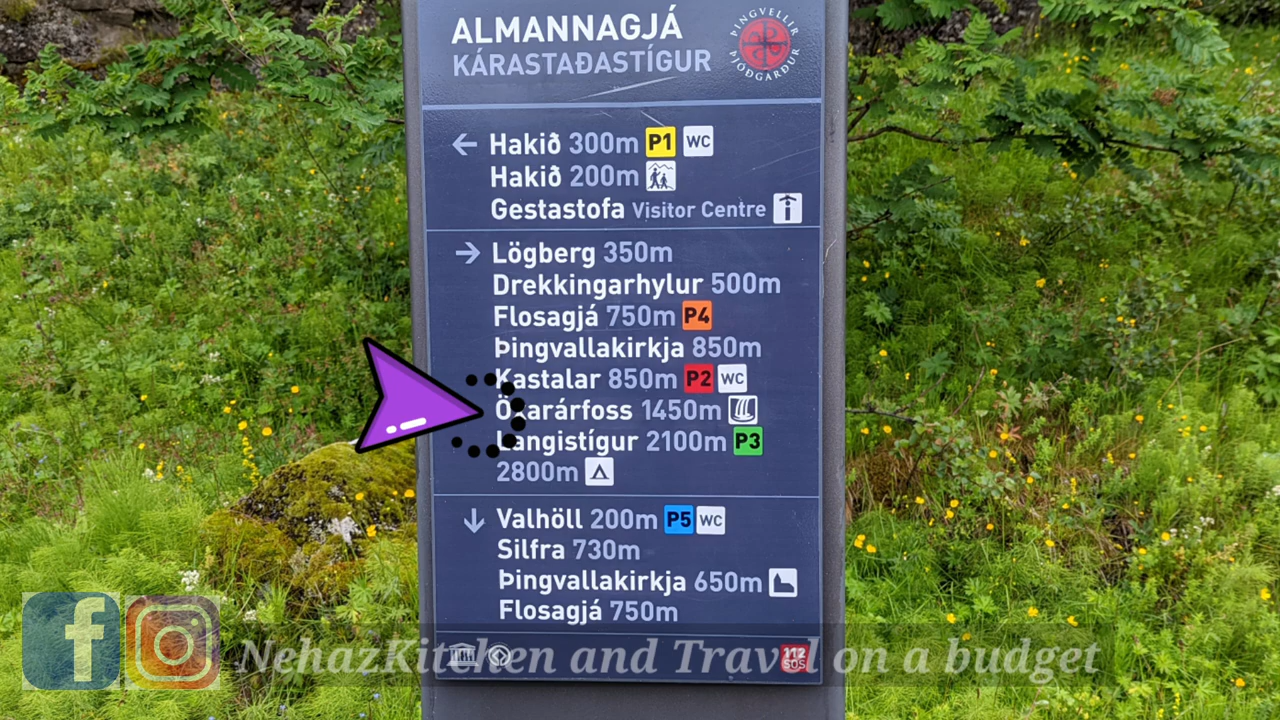 ALMANNAGJÁ
KÁRASTAÐASTÍGUR
ÞINGVELLIR
ÞJÓÐGARÐUR
← Hakið 300m P1 WC
Hakið 200m
Gestastofa Visitor Centre i
→ Lögberg 350m
Drekkingarhylur 500m
Flosagjá 750m P4
Þingvallakirkja 850m
Kastalar 850m P2 WC
Öxarárfoss 1450m
Langistígur 2100m P3
2800m
↓ Valhöll 200m P5 WC
Silfra 730m
Þingvallakirkja 650m
Flosagjá 750m
112
SOS
NehazKitchen and Travel on a budget